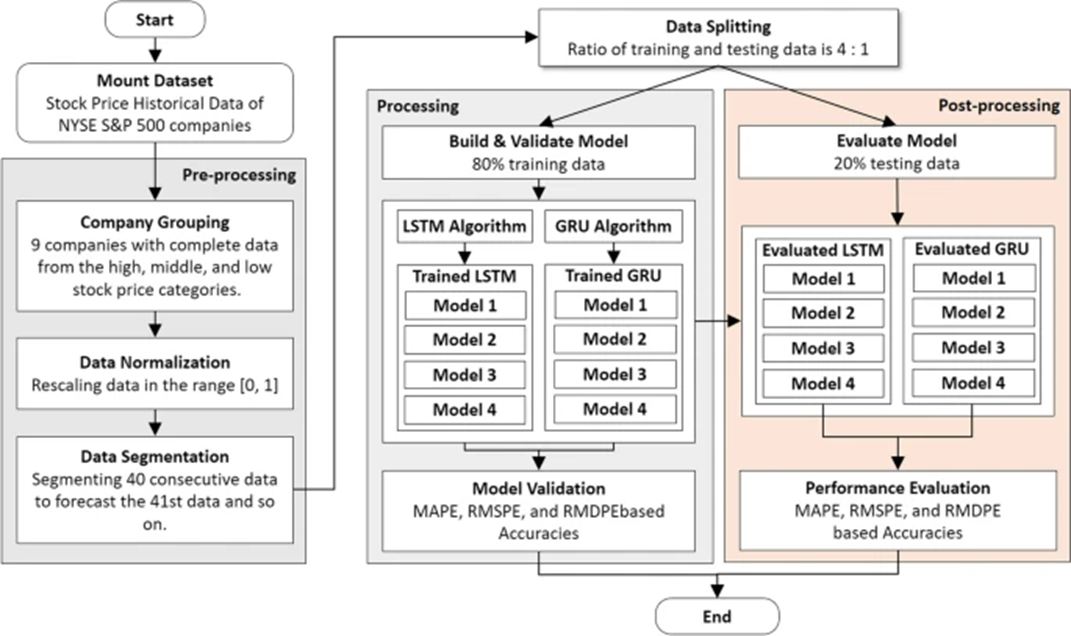 Start
Mount Dataset
Stock Price Historical Data of
NYSE S&P 500 companies
Pre-processing
Company Grouping
9 companies with complete data
from the high, middle, and low
stock price categories.
Data Normalization
Rescaling data in the range [0, 1]
Data Segmentation
Segmenting 40 consecutive data
to forecast the 41st data and so
on.
Data Splitting
Ratio of training and testing data is 4 : 1
Processing
Build & Validate Model
80% training data
LSTM Algorithm
GRU Algorithm
Trained LSTM
Model 1
Model 2
Model 3
Model 4
Trained GRU
Model 1
Model 2
Model 3
Model 4
Model Validation
MAPE, RMSPE, and RMDPEbased
Accuracies
Post-processing
Evaluate Model
20% testing data
Evaluated LSTM
Model 1
Model 2
Model 3
Model 4
Evaluated GRU
Model 1
Model 2
Model 3
Model 4
Performance Evaluation
MAPE, RMSPE, and RMDPE
based Accuracies
End